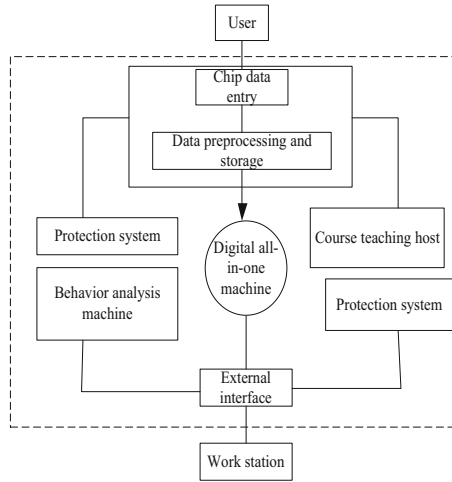 User
Chip data
entry
Data preprocessing and
storage
Protection system
Digital all-
in-one
machine
Course teaching host
Behavior analysis
machine
Protection system
External
interface
Work station